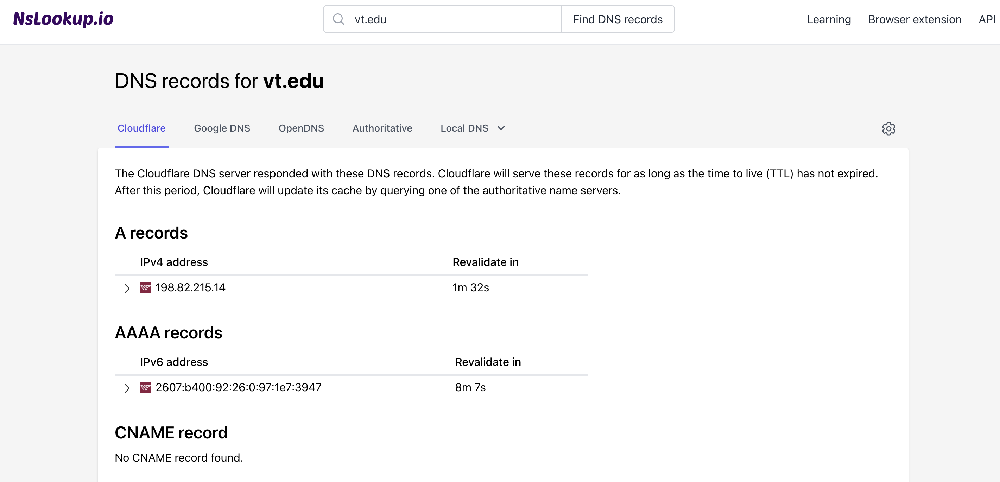 NsLookup.io
vt.edu
Find DNS records
Learning
Browser extension
API
DNS records for vt.edu
Cloudflare
Google DNS
OpenDNS
Authoritative
Local DNS
The Cloudflare DNS server responded with these DNS records. Cloudflare will serve these records for as long as the time to live (TTL) has not expired.
After this period, Cloudflare will update its cache by querying one of the authoritative name servers.
A records
IPv4 address
Revalidate in
VT 198.82.215.14
1m 32s
AAAA records
IPv6 address
Revalidate in
VT 2607:b400:92:26:0:97:1e7:3947
8m 7s
CNAME record
No CNAME record found.